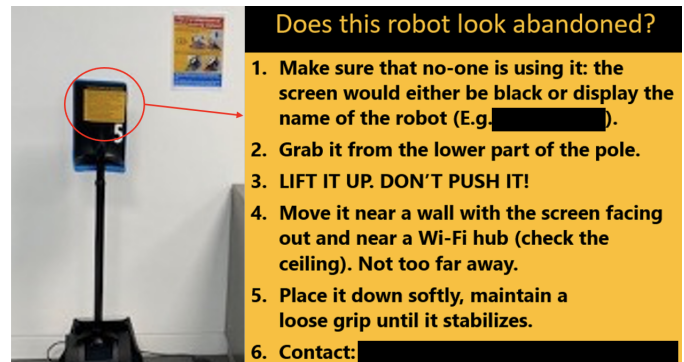 5
Does this robot look abandoned?
1. Make sure that no-one is using it: the
screen would either be black or display the
name of the robot (E.g. ).
2. Grab it from the lower part of the pole.
3. LIFT IT UP. DON'T PUSH IT!
4. Move it near a wall with the screen facing
out and near a Wi-Fi hub (check the
ceiling). Not too far away.
5. Place it down softly, maintain a
loose grip until it stabilizes.
6. Contact: